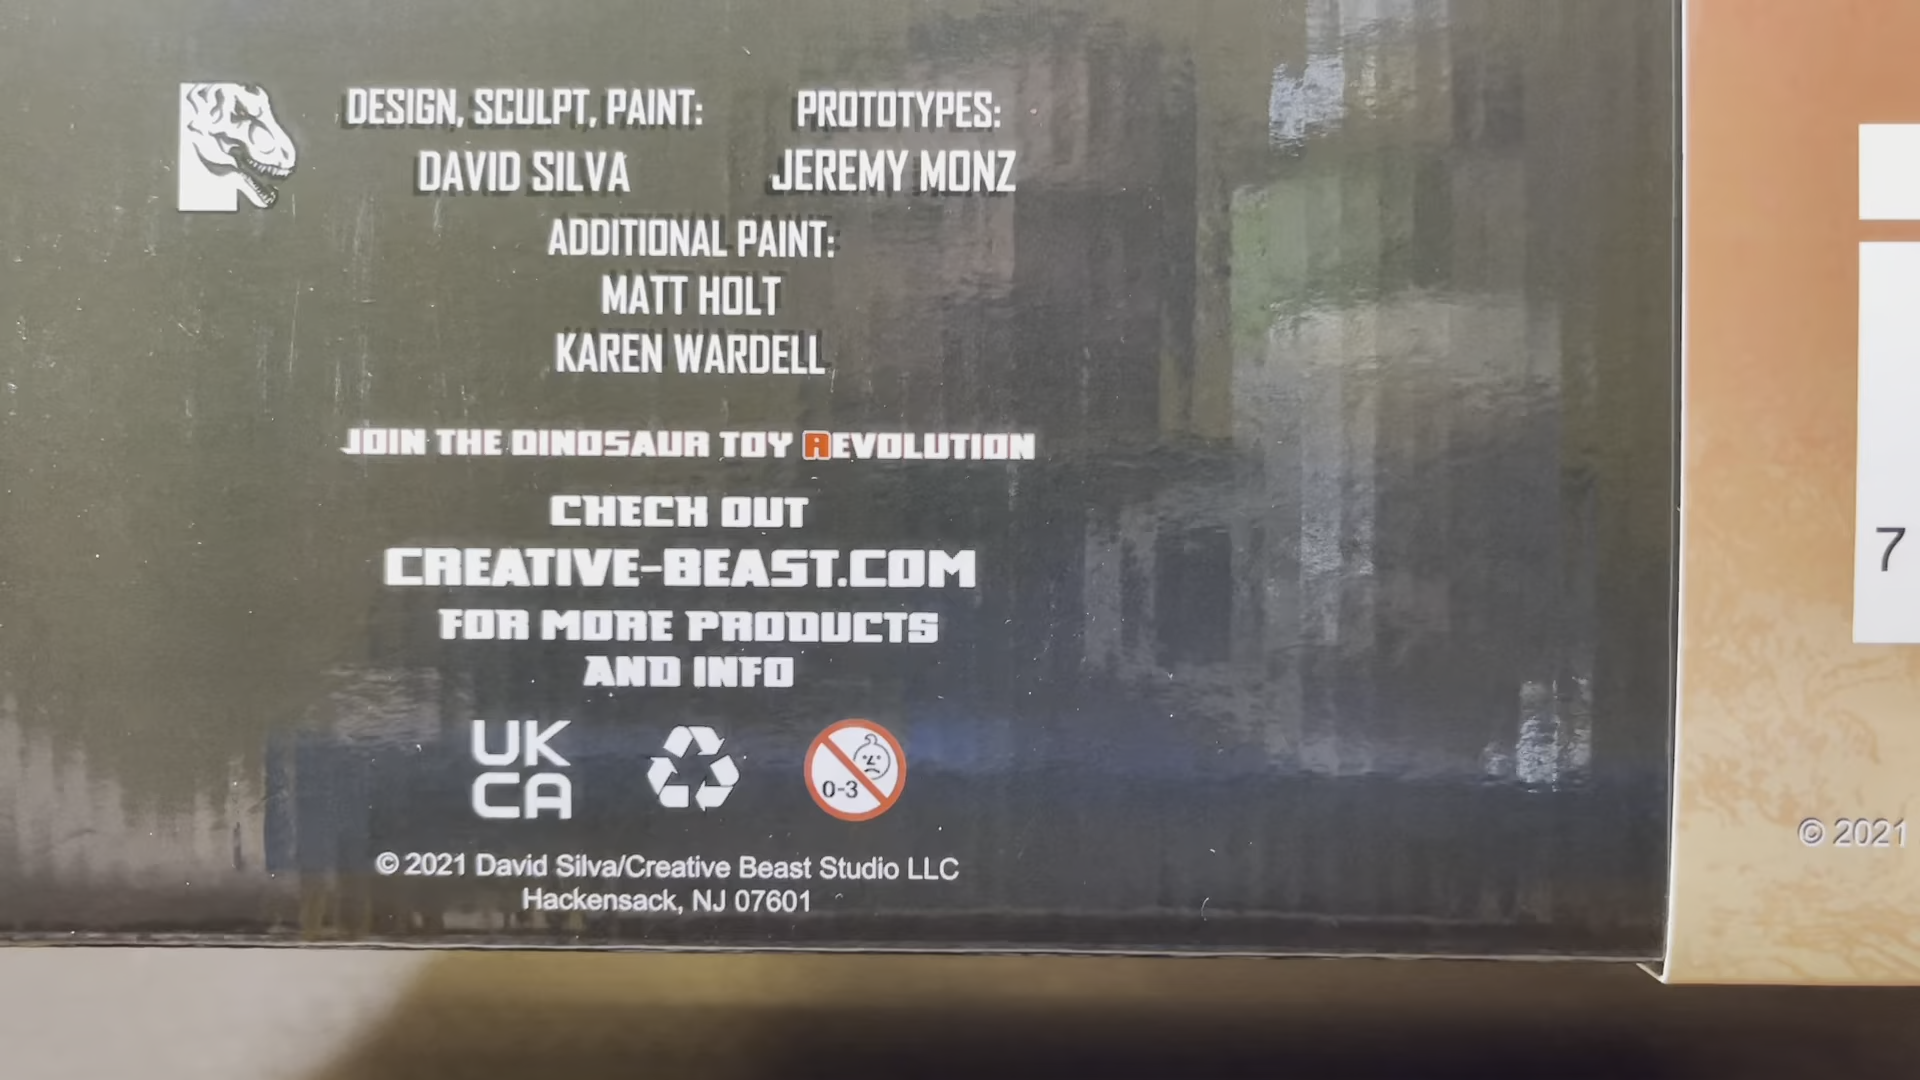 DESIGN, SCULPT, PAINT:
DAVID SILVA
PROTOTYPES:
JEREMY MONZ
ADDITIONAL PAINT:
MATT HOLT
KAREN WARDELL
JOIN THE DINOSAUR TOY REVOLUTION
CHECK OUT
CREATIVE-BEAST.COM
FOR MORE PRODUCTS
AND INFO
UK
CA
0-3
© 2021 David Silva/Creative Beast Studio LLC
Hackensack, NJ 07601
7
© 2021